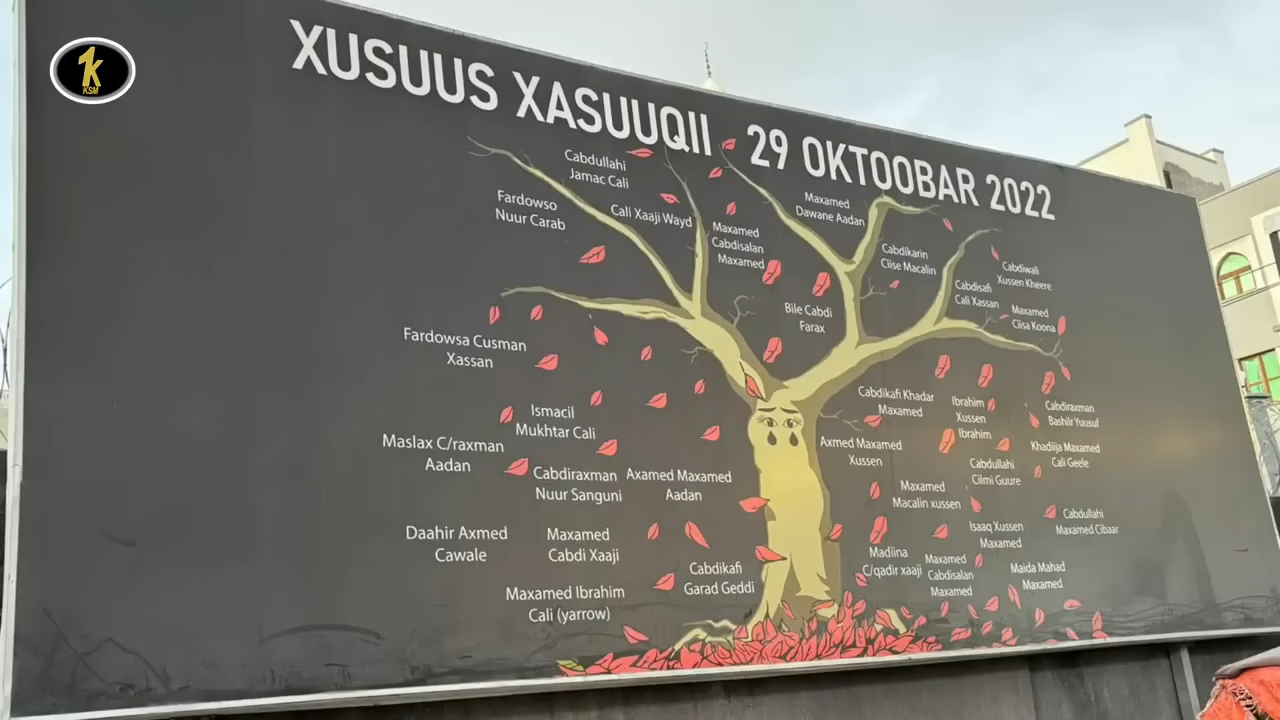 1k
KSM
XUSUUS XASUUQII 29 OKTOOBAR 2022
Cabdullahi
Jamac Cali
Fardowso
Nuur Carab
Cali Xaaji Wayd
Maxamed
Cabdisalan
Maxamed
Maxamed
Dawane Aadan
Cabdikarin
Ciise Macalin
Cabdiwali
Xussen Kheere
Cabdisafi
Cali Xassan
Maxamed
Ciisa Koona
Bile Cabdi
Farax
Fardowsa Cusman
Xassan
Ismacil
Mukhtar Cali
Maslax C/raxman
Aadan
Cabdiraxman
Nuur Sanguni
Axamed Maxamed
Aadan
Daahir Axmed
Cawale
Maxamed
Cabdi Xaaji
Cabdikafi
Garad Geddi
Maxamed Ibrahim
Cali (yarrow)
Cabdikafi Khadar
Maxamed
Ibrahim
Xussen
Ibrahim
Cabdiraxman
Bashiir Yuusuf
Axmed Maxamed
Xussen
Khadiija Maxamed
Cali Geele
Cabdullahi
Cilmi Guure
Maxamed
Macalin xussen
Cabdullahi
Maxamed Cibaar
Isaaq Xussen
Maxamed
Madiina
C/qadir xaaji
Maxamed
Cabdisalan
Maxamed
Maida Mahad
Maxamed